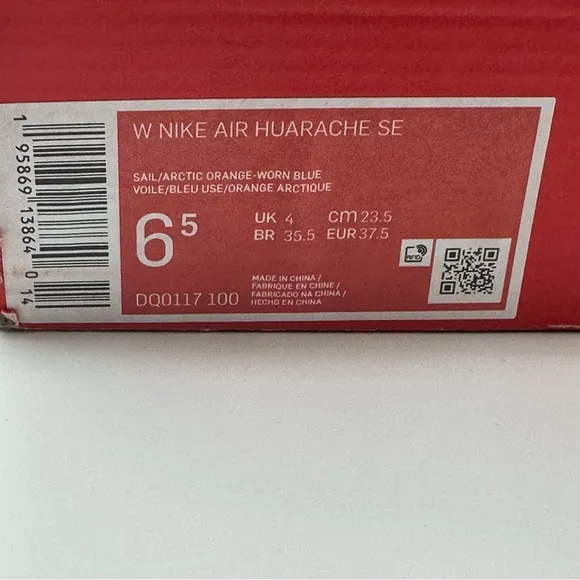 W NIKE AIR HUARACHE SE
SAIL/ARCTIC ORANGE-WORN BLUE
VOILE/BLEU USE/ORANGE ARCTIQUE
6 5
UK 4 cm 23.5
BR 35.5 EUR 37.5
RFID
DQ0117 100
MADE IN CHINA /
FABRIQUE EN CHINE /
FABRICADO NA CHINA /
HECHO EN CHINA
1 95869 13864 0 14